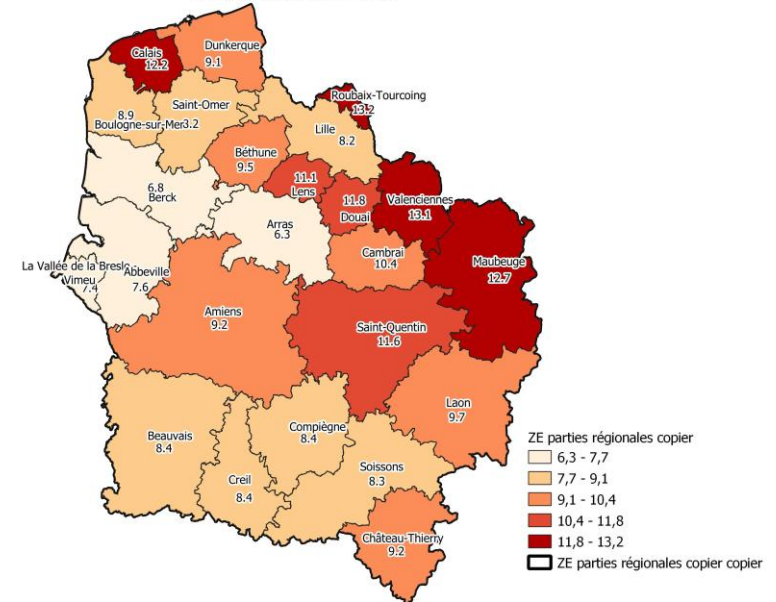 Dunkerque
9.1
Calais
12.2
Roubaix-Tourcoing
13.2
Saint-Omer
8.9
Boulogne-sur-Mer
3.2
Lille
8.2
Béthune
9.5
11.1
Lens
11.8
Douai
Valenciennes
13.1
6.8
Berck
Arras
6.3
Cambrai
10.4
Maubeuge
12.7
La Vallée de la Bresle-
Vimeu
7.4
Abbeville
7.6
Amiens
9.2
Saint-Quentin
11.6
Laon
9.7
Beauvais
8.4
Compiègne
8.4
Creil
8.4
Soissons
8.3
Château-Thierry
9.2
ZE parties régionales copier
6,3 - 7,7
7,7 - 9,1
9,1 - 10,4
10,4 - 11,8
11,8 - 13,2
ZE parties régionales copier copier